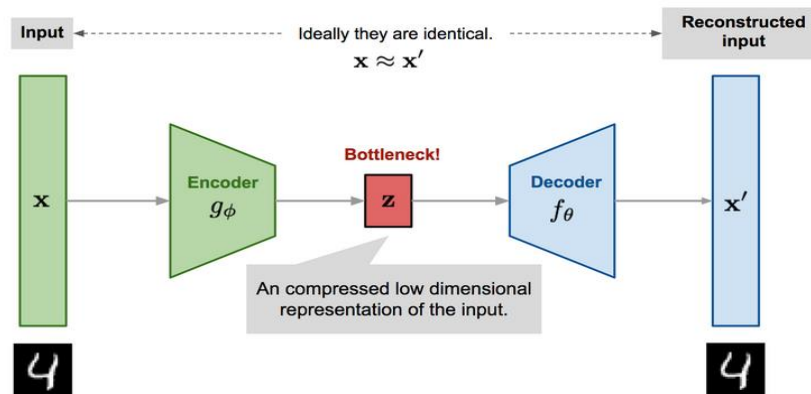 Input
Ideally they are identical.
x ≈ x′
Reconstructed
input
Bottleneck!
x
Encoder
gϕ
z
Decoder
fθ
x′
An compressed low dimensional
representation of the input.
4
4